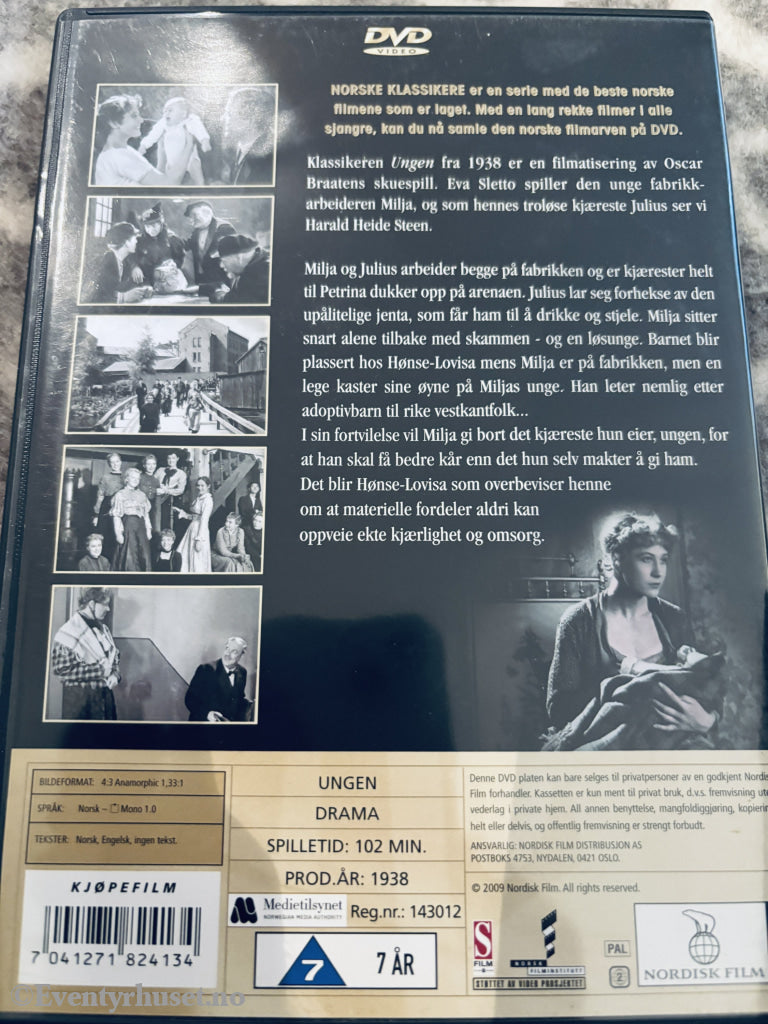 DVD
VIDEO
NORSKE KLASSIKERE er en serie med de beste norske
filmene som er laget. Med en lang rekke filmer i alle
sjangre, kan du nå samle den norske filmarven på DVD.
Klassikeren Ungen fra 1938 er en filmatisering av Oscar
Braatens skuespill. Eva Sletto spiller den unge fabrikk-
arbeideren Milja, og som hennes troløse kjæreste Julius ser vi
Harald Heide Steen.
Milja og Julius arbeider begge på fabrikken og er kjærester helt
til Petrina dukker opp på arenaen. Julius lar seg forhekse av den
upålitelige jenta, som får ham til å drikke og stjele. Milja sitter
snart alene tilbake med skammen - og en løsunge. Barnet blir
plassert hos Hønse-Lovisa mens Milja er på fabrikken, men en
lege kaster sine øyne på Miljas unge. Han leter nemlig etter
adoptivbarn til rike vestkantfolk...
I sin fortvilelse vil Milja gi bort det kjæreste hun eier, ungen, for
at han skal få bedre kår enn det hun selv makter å gi ham.
Det blir Hønse-Lovisa som overbeviser henne
om at materielle fordeler aldri kan
oppveie ekte kjærlighet og omsorg.
BILDEFORMAT: 4:3 Anamorphic 1,33:1
SPRÅK: Norsk – Mono 1.0
TEKSTER: Norsk, Engelsk, ingen tekst.
KJØPEFILM
7 041271 824134
UNGEN
DRAMA
SPILLETID: 102 MIN.
PROD.ÅR: 1938
Medietilsynet
NORWEGIAN MEDIA AUTHORITY
Reg.nr.: 143012
7
7 ÅR
Denne DVD platen kan bare selges til privatpersoner av en godkjent Nordis
Film forhandler. Kassetten er kun ment til privat bruk, d.v.s. fremvisning ut
vederlag i private hjem. All annen benyttelse, mangfoldiggjøring, kopierin
helt eller delvis, og offentlig fremvisning er strengt forbudt.
ANSVARLIG: NORDISK FILM DISTRIBUSJON AS
POSTBOKS 4753, NYDALEN, 0421 OSLO.
© 2009 Nordisk Film. All rights reserved.
S
FILM
NORSK
FILMINSTITUTT
STØTTET AV VIDEO PROSJEKTET
PAL
2
NORDISK FILM
©Eventyrhuset.no